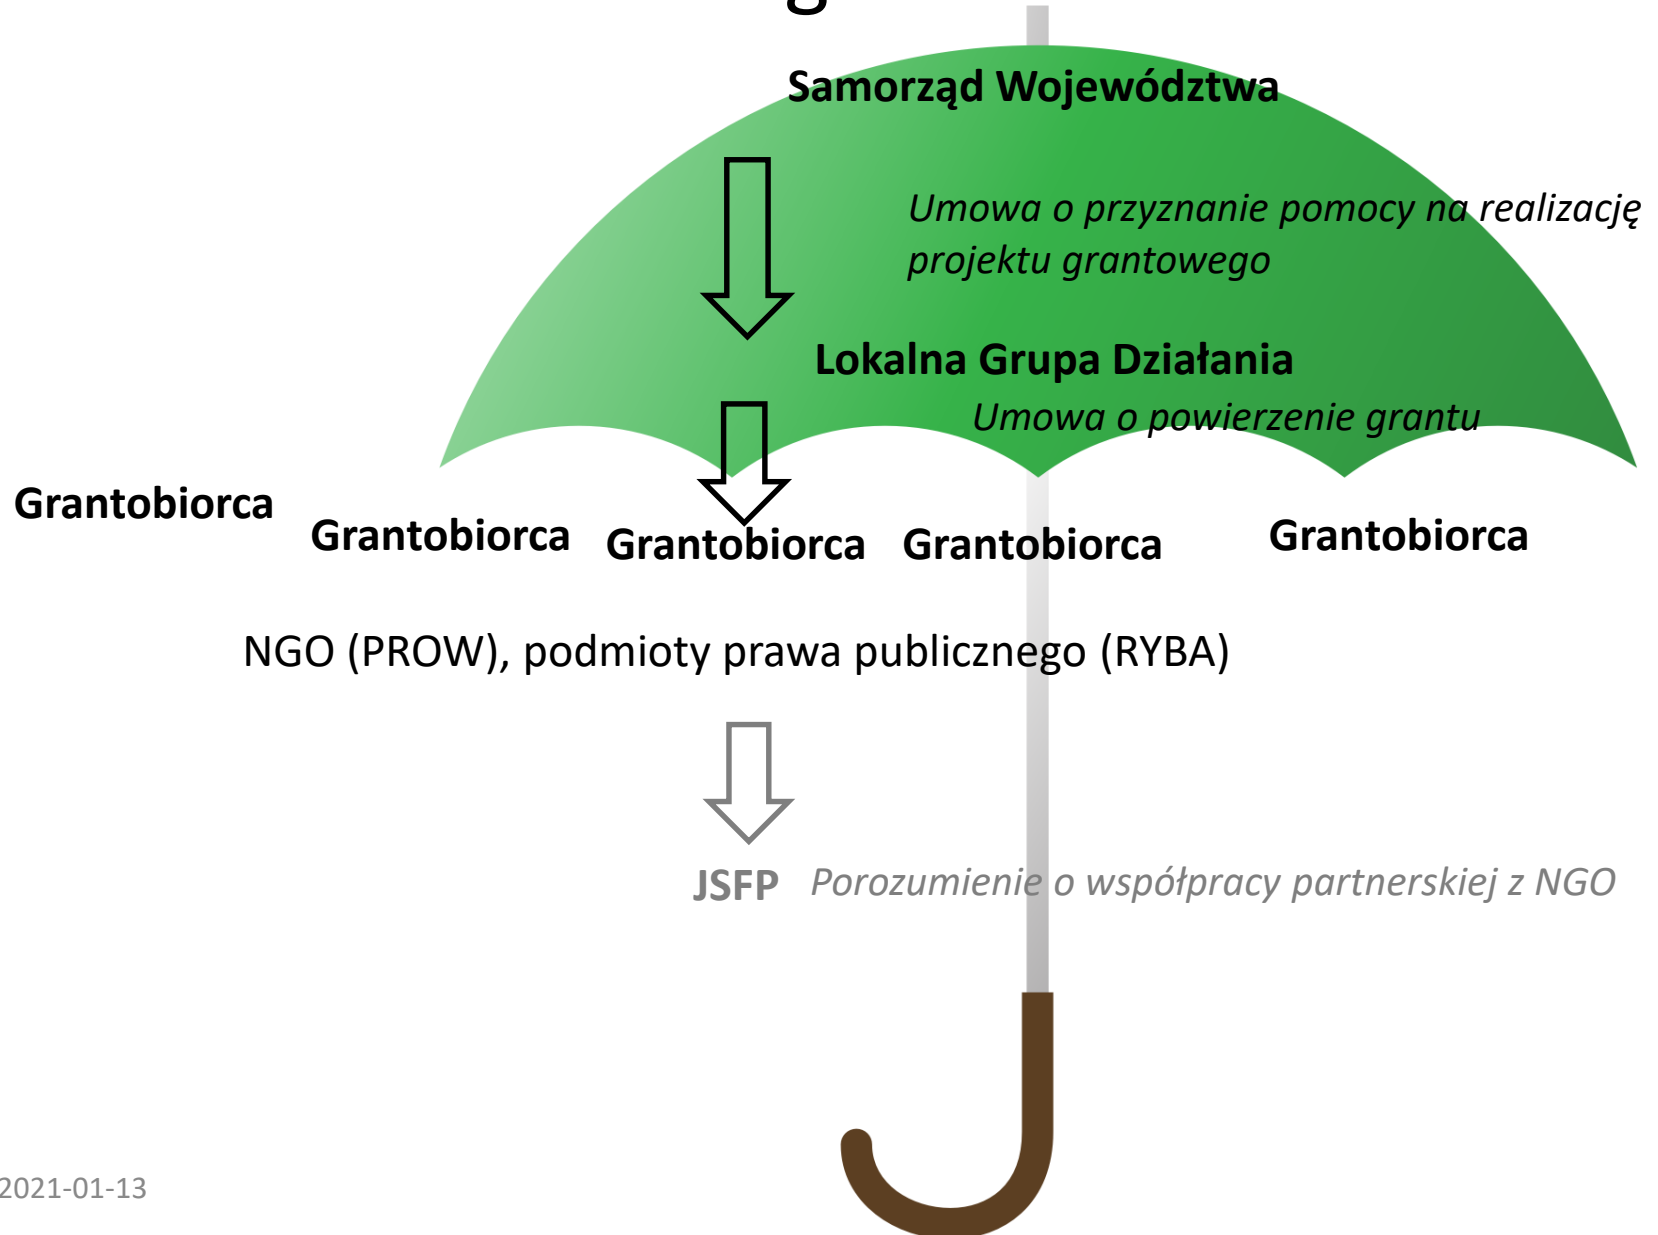 Samorząd Województwa
Umowa o przyznanie pomocy na realizację
projektu grantowego
Lokalna Grupa Działania
Umowa o powierzenie grantu
Grantobiorca
Grantobiorca
Grantobiorca
Grantobiorca
Grantobiorca
NGO (PROW), podmioty prawa publicznego (RYBA)
JSFP Porozumienie o współpracy partnerskiej z NGO
2021-01-13